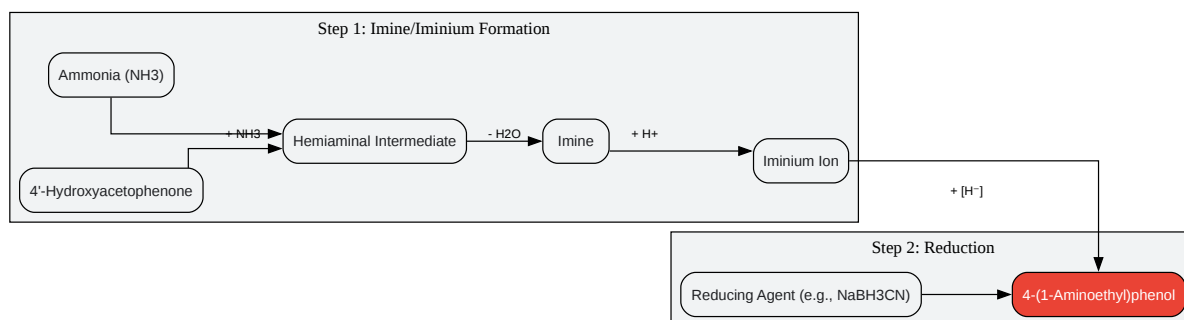 Step 1: Imine/Iminium Formation
Ammonia (NH3)
+ NH3
Hemiaminal Intermediate
- H2O
Imine
+ H+
Iminium Ion
4'-Hydroxyacetophenone
+ [H⁻]
Step 2: Reduction
Reducing Agent (e.g., NaBH3CN)
4-(1-Aminoethyl)phenol